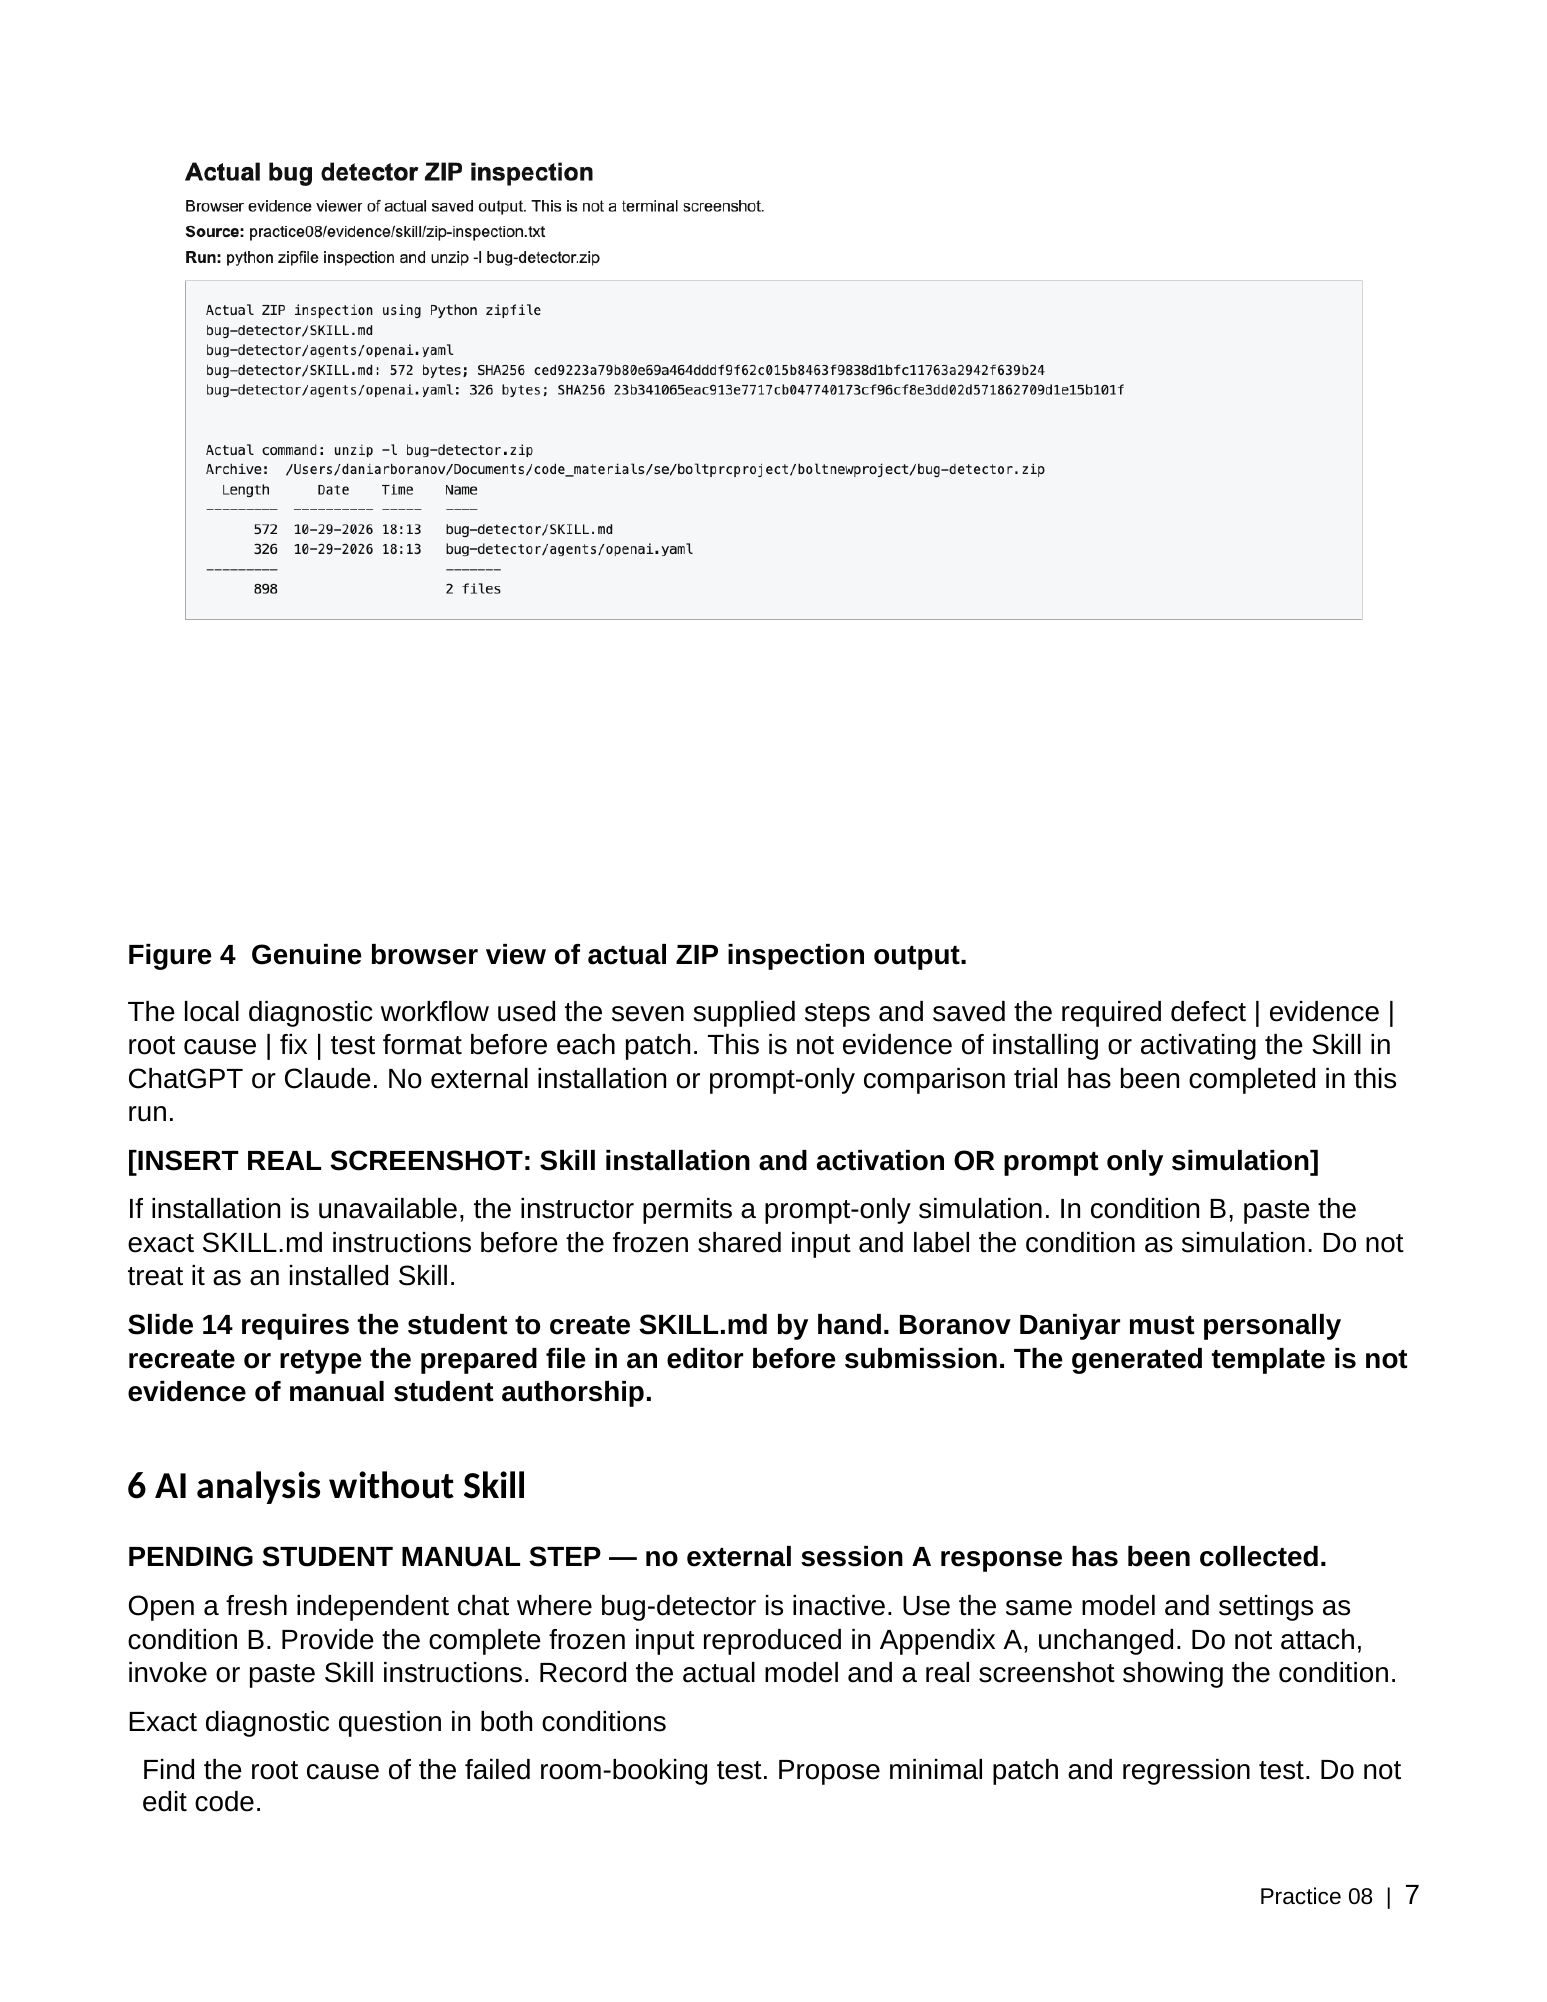 Actual bug detector ZIP inspection
Browser evidence viewer of actual saved output. This is not a terminal screenshot.
Source: practice08/evidence/skill/zip-inspection.txt
Run: python zipfile inspection and unzip -l bug-detector.zip
Actual ZIP inspection using Python zipfile
bug-detector/SKILL.md
bug-detector/agents/openai.yaml
bug-detector/SKILL.md: 572 bytes; SHA256 ced9223a79b80e69a464dddf9f62c015b8463f9838d1bfc11763a2942f639b24
bug-detector/agents/openai.yaml: 326 bytes; SHA256 23b341065eac913e7717cb047740173cf96cf8e3dd02d571862709d1e15b101f
Actual command: unzip -l bug-detector.zip
Archive:  /Users/daniarboranov/Documents/code_materials/se/boltprcproject/boltnewproject/bug-detector.zip
  Length      Date    Time    Name
---------  ---------- -----   ----
      572  10-29-2026 18:13   bug-detector/SKILL.md
      326  10-29-2026 18:13   bug-detector/agents/openai.yaml
---------                     -------
      898                     2 files
Figure 4  Genuine browser view of actual ZIP inspection output.
The local diagnostic workflow used the seven supplied steps and saved the required defect | evidence |
root cause | fix | test format before each patch. This is not evidence of installing or activating the Skill in
ChatGPT or Claude. No external installation or prompt-only comparison trial has been completed in this
run.
[INSERT REAL SCREENSHOT: Skill installation and activation OR prompt only simulation]
If installation is unavailable, the instructor permits a prompt-only simulation. In condition B, paste the
exact SKILL.md instructions before the frozen shared input and label the condition as simulation. Do not
treat it as an installed Skill.
Slide 14 requires the student to create SKILL.md by hand. Boranov Daniyar must personally
recreate or retype the prepared file in an editor before submission. The generated template is not
evidence of manual student authorship.
6 AI analysis without Skill
PENDING STUDENT MANUAL STEP — no external session A response has been collected.
Open a fresh independent chat where bug-detector is inactive. Use the same model and settings as
condition B. Provide the complete frozen input reproduced in Appendix A, unchanged. Do not attach,
invoke or paste Skill instructions. Record the actual model and a real screenshot showing the condition.
Exact diagnostic question in both conditions
Find the root cause of the failed room-booking test. Propose minimal patch and regression test. Do not
edit code.
Practice 08 | 7